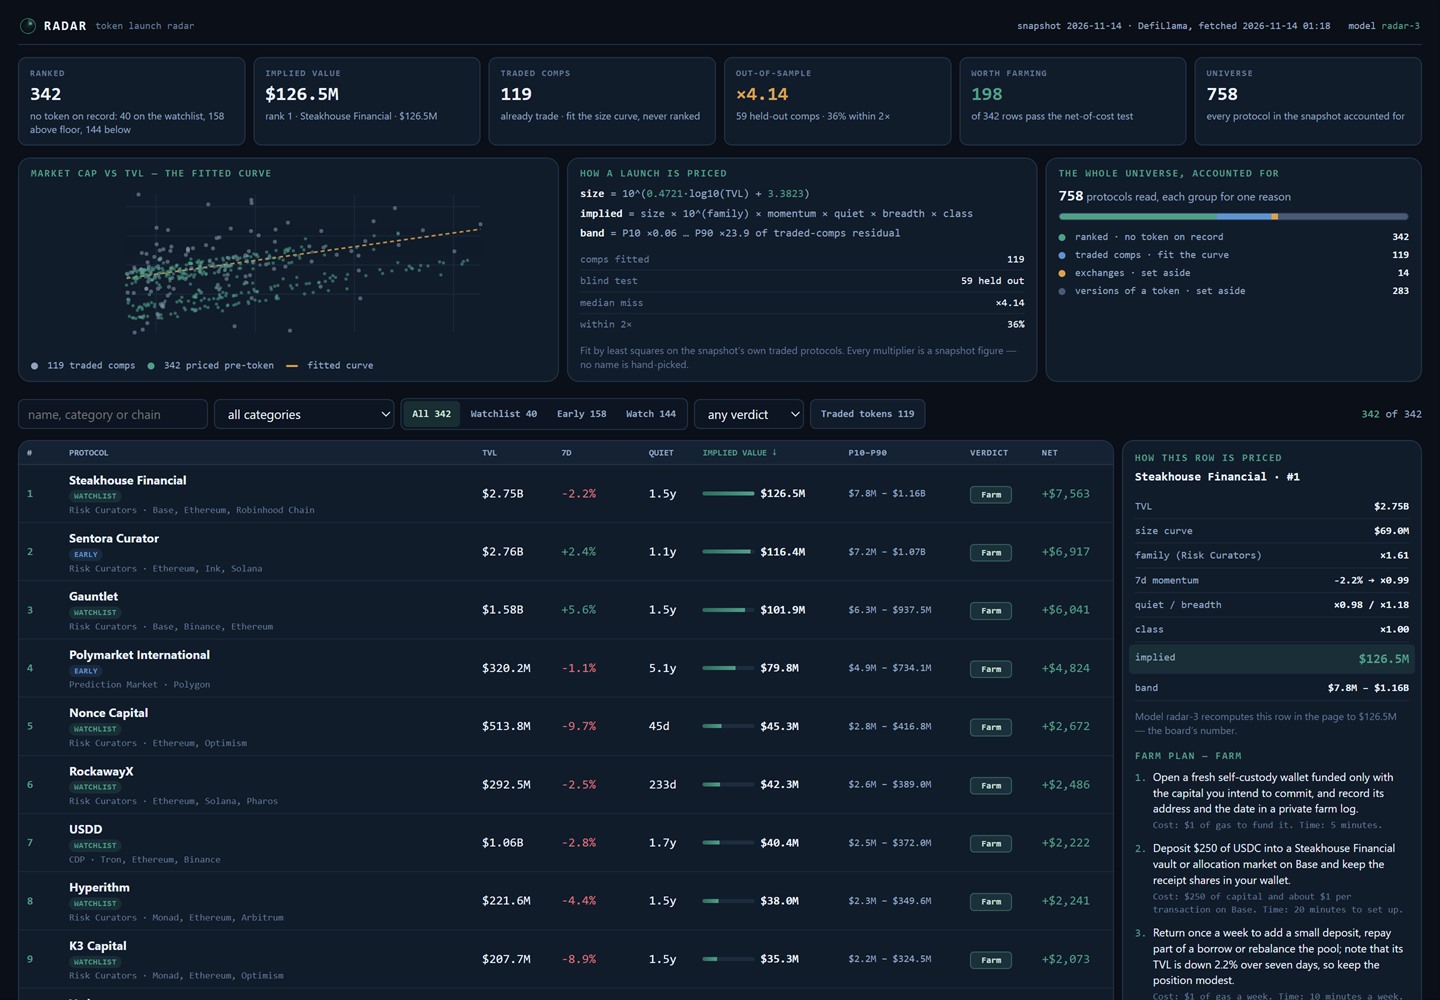 RADAR token launch radar
snapshot 2026-11-14 · DefiLlama, fetched 2026-11-14 01:18 model radar-3
RANKED
342
no token on record: 40 on the watchlist, 158
above floor, 144 below
IMPLIED VALUE
$126.5M
rank 1 · Steakhouse Financial · $126.5M
TRADED COMPS
119
already trade · fit the size curve, never ranked
OUT-OF-SAMPLE
×4.14
59 held-out comps · 36% within 2×
WORTH FARMING
198
of 342 rows pass the net-of-cost test
UNIVERSE
758
every protocol in the snapshot accounted for
MARKET CAP VS TVL — THE FITTED CURVE
119 traded comps 342 priced pre-token fitted curve
HOW A LAUNCH IS PRICED
size = 10^(0.4721·log10(TVL) + 3.3823)
implied = size × 10^(family) × momentum × quiet × breadth × class
band = P10 ×0.06 … P90 ×23.9 of traded-comps residual
comps fitted 119
blind test 59 held out
median miss ×4.14
within 2× 36%
Fit by least squares on the snapshot's own traded protocols. Every multiplier is a snapshot figure —
no name is hand-picked.
THE WHOLE UNIVERSE, ACCOUNTED FOR
758 protocols read, each group for one reason
ranked · no token on record 342
traded comps · fit the curve 119
exchanges · set aside 14
versions of a token · set aside 283
name, category or chain all categories All 342 Watchlist 40 Early 158 Watch 144 any verdict Traded tokens 119 342 of 342
# PROTOCOL TVL 7D QUIET IMPLIED VALUE ↓ P10–P90 VERDICT NET
1 Steakhouse Financial $2.75B -2.2% 1.5y $126.5M $7.8M – $1.16B Farm +$7,563
WATCHLIST
Risk Curators · Base, Ethereum, Robinhood Chain
2 Sentora Curator $2.76B +2.4% 1.1y $116.4M $7.2M – $1.07B Farm +$6,917
EARLY
Risk Curators · Ethereum, Ink, Solana
3 Gauntlet $1.58B +5.6% 1.5y $101.9M $6.3M – $937.5M Farm +$6,041
WATCHLIST
Risk Curators · Base, Binance, Ethereum
4 Polymarket International $320.2M -1.1% 5.1y $79.8M $4.9M – $734.1M Farm +$4,824
EARLY
Prediction Market · Polygon
5 Nonce Capital $513.8M -9.7% 45d $45.3M $2.8M – $416.8M Farm +$2,672
WATCHLIST
Risk Curators · Ethereum, Optimism
6 RockawayX $292.5M -2.5% 233d $42.3M $2.6M – $389.0M Farm +$2,486
WATCHLIST
Risk Curators · Ethereum, Solana, Pharos
7 USDD $1.06B -2.8% 1.7y $40.4M $2.5M – $372.0M Farm +$2,222
WATCHLIST
CDP · Tron, Ethereum, Binance
8 Hyperithm $221.6M -4.4% 1.5y $38.0M $2.3M – $349.6M Farm +$2,241
WATCHLIST
Risk Curators · Monad, Ethereum, Arbitrum
9 K3 Capital $207.7M -8.9% 1.5y $35.3M $2.2M – $324.5M Farm +$2,073
WATCHLIST
Risk Curators · Monad, Ethereum, Optimism
HOW THIS ROW IS PRICED
Steakhouse Financial · #1
TVL $2.75B
size curve $69.0M
family (Risk Curators) ×1.61
7d momentum -2.2% → ×0.99
quiet / breadth ×0.98 / ×1.18
class ×1.00
implied $126.5M
band $7.8M – $1.16B
Model radar-3 recomputes this row in the page to $126.5M
— the board's number.
FARM PLAN — FARM
1. Open a fresh self-custody wallet funded only with
the capital you intend to commit, and record its
address and the date in a private farm log.
Cost: $1 of gas to fund it. Time: 5 minutes.
2. Deposit $250 of USDC into a Steakhouse Financial
vault or allocation market on Base and keep the
receipt shares in your wallet.
Cost: $250 of capital and about $1 per
transaction on Base. Time: 20 minutes to set up.
3. Return once a week to add a small deposit, repay
part of a borrow or rebalance the pool; note that its
TVL is down 2.2% over seven days, so keep the
position modest.
Cost: $1 of gas a week. Time: 10 minutes a week.